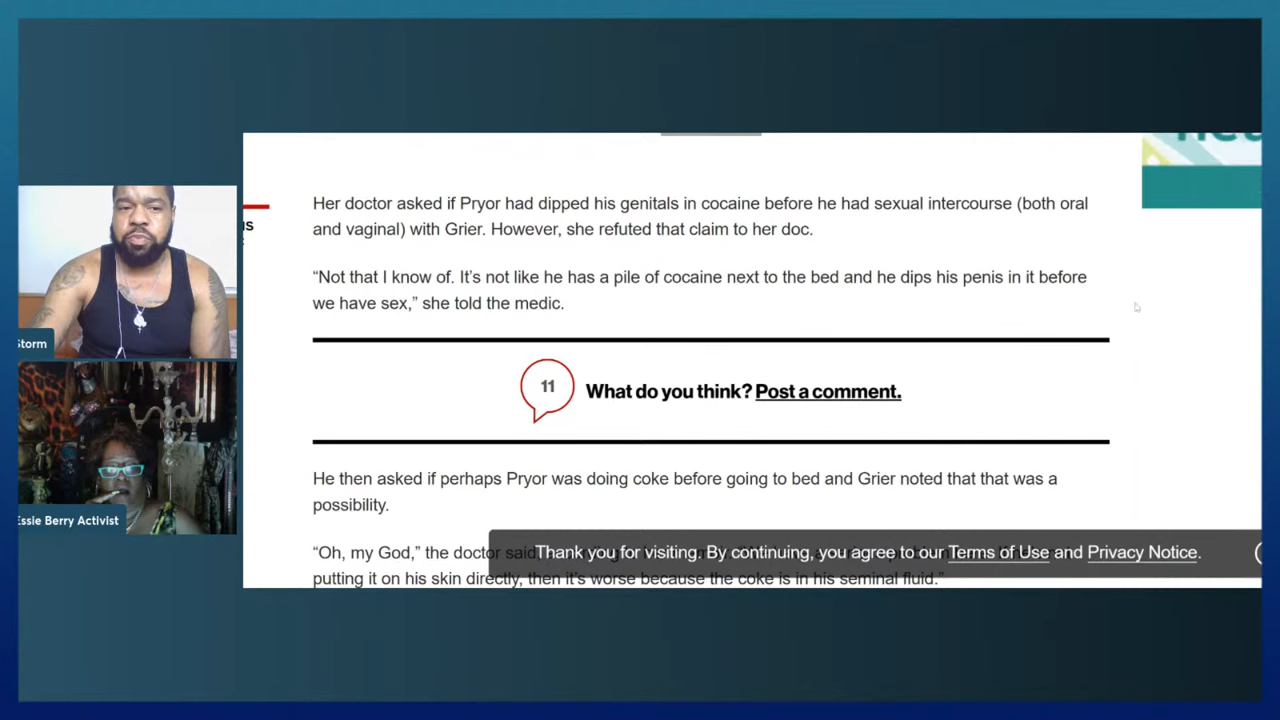 Her doctor asked if Pryor had dipped his genitals in cocaine before he had sexual intercourse (both oral
and vaginal) with Grier. However, she refuted that claim to her doc.
“Not that I know of. It’s not like he has a pile of cocaine next to the bed and he dips his penis in it before
we have sex,” she told the medic.
11
What do you think? Post a comment.
He then asked if perhaps Pryor was doing coke before going to bed and Grier noted that that was a
possibility.
“Oh, my God,” the doctor said
Thank you for visiting. By continuing, you agree to our Terms of Use and Privacy Notice.
putting it on his skin directly, then it’s worse because the coke is in his seminal fluid.”
Storm
Essie Berry Activist